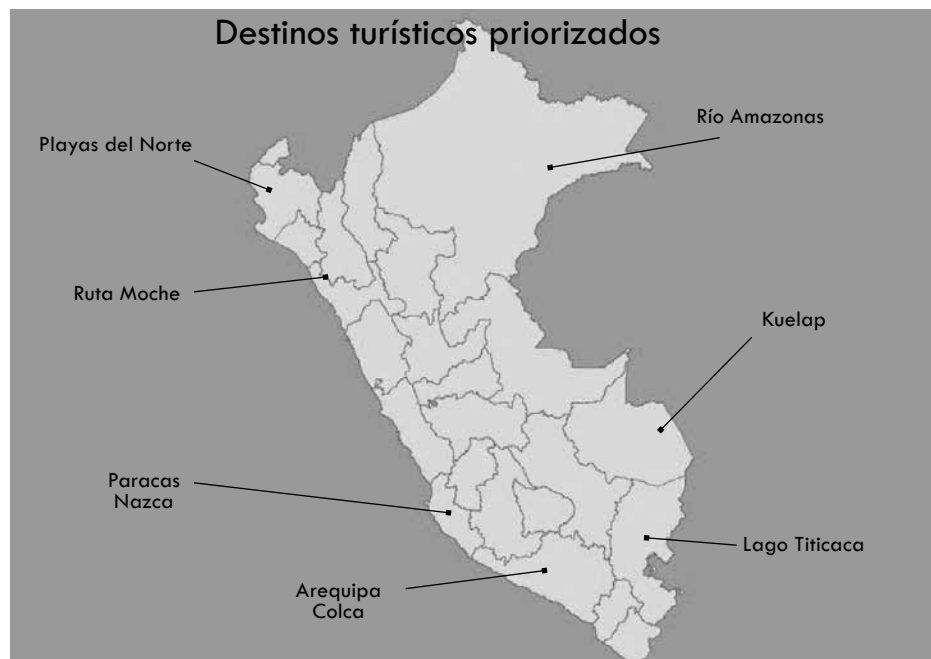 Destinos turísticos priorizados
Río Amazonas
Playas del Norte
Ruta Moche
Kuelap
Paracas
Nazca
Lago Titicaca
Arequipa
Colca